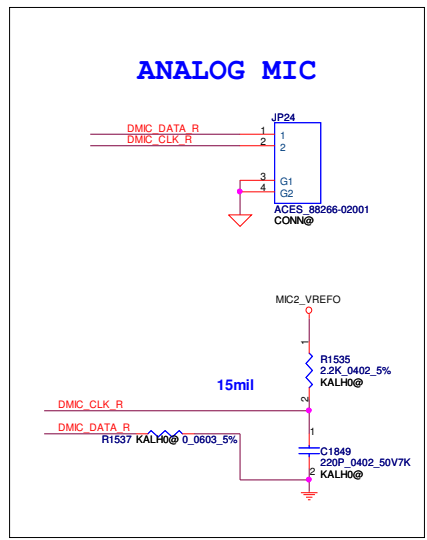 ANALOG MIC
JP24
DMIC_DATA_R 1 1
DMIC_CLK_R 2 2
3 G1
4 G2
ACES_88266-02001
CONN@
MIC2_VREFO
1
R1535
2.2K_0402_5%
KALH0@
15mil
2
DMIC_CLK_R
DMIC_DATA_R
R1537 KALH0@ 0_0603_5%
1
C1849
220P_0402_50V7K
2
KALH0@